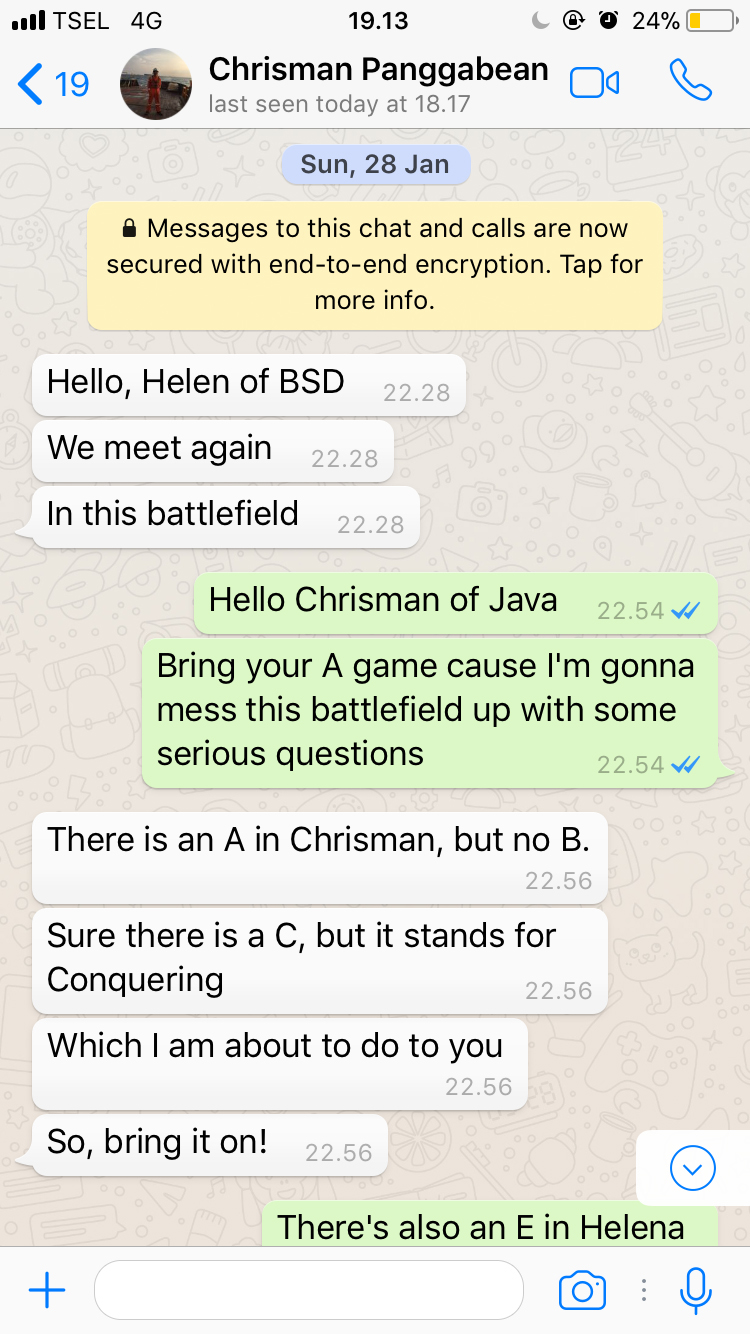 TSEL 4G 19.13 24%
19 Chrisman Panggabean
last seen today at 18.17
Sun, 28 Jan
Messages to this chat and calls are now
secured with end-to-end encryption. Tap for
more info.
Hello, Helen of BSD 22.28
We meet again 22.28
In this battlefield 22.28
Hello Chrisman of Java 22.54
Bring your A game cause I'm gonna
mess this battlefield up with some
serious questions 22.54
There is an A in Chrisman, but no B.
22.56
Sure there is a C, but it stands for
Conquering 22.56
Which I am about to do to you
22.56
So, bring it on! 22.56
There's also an E in Helena